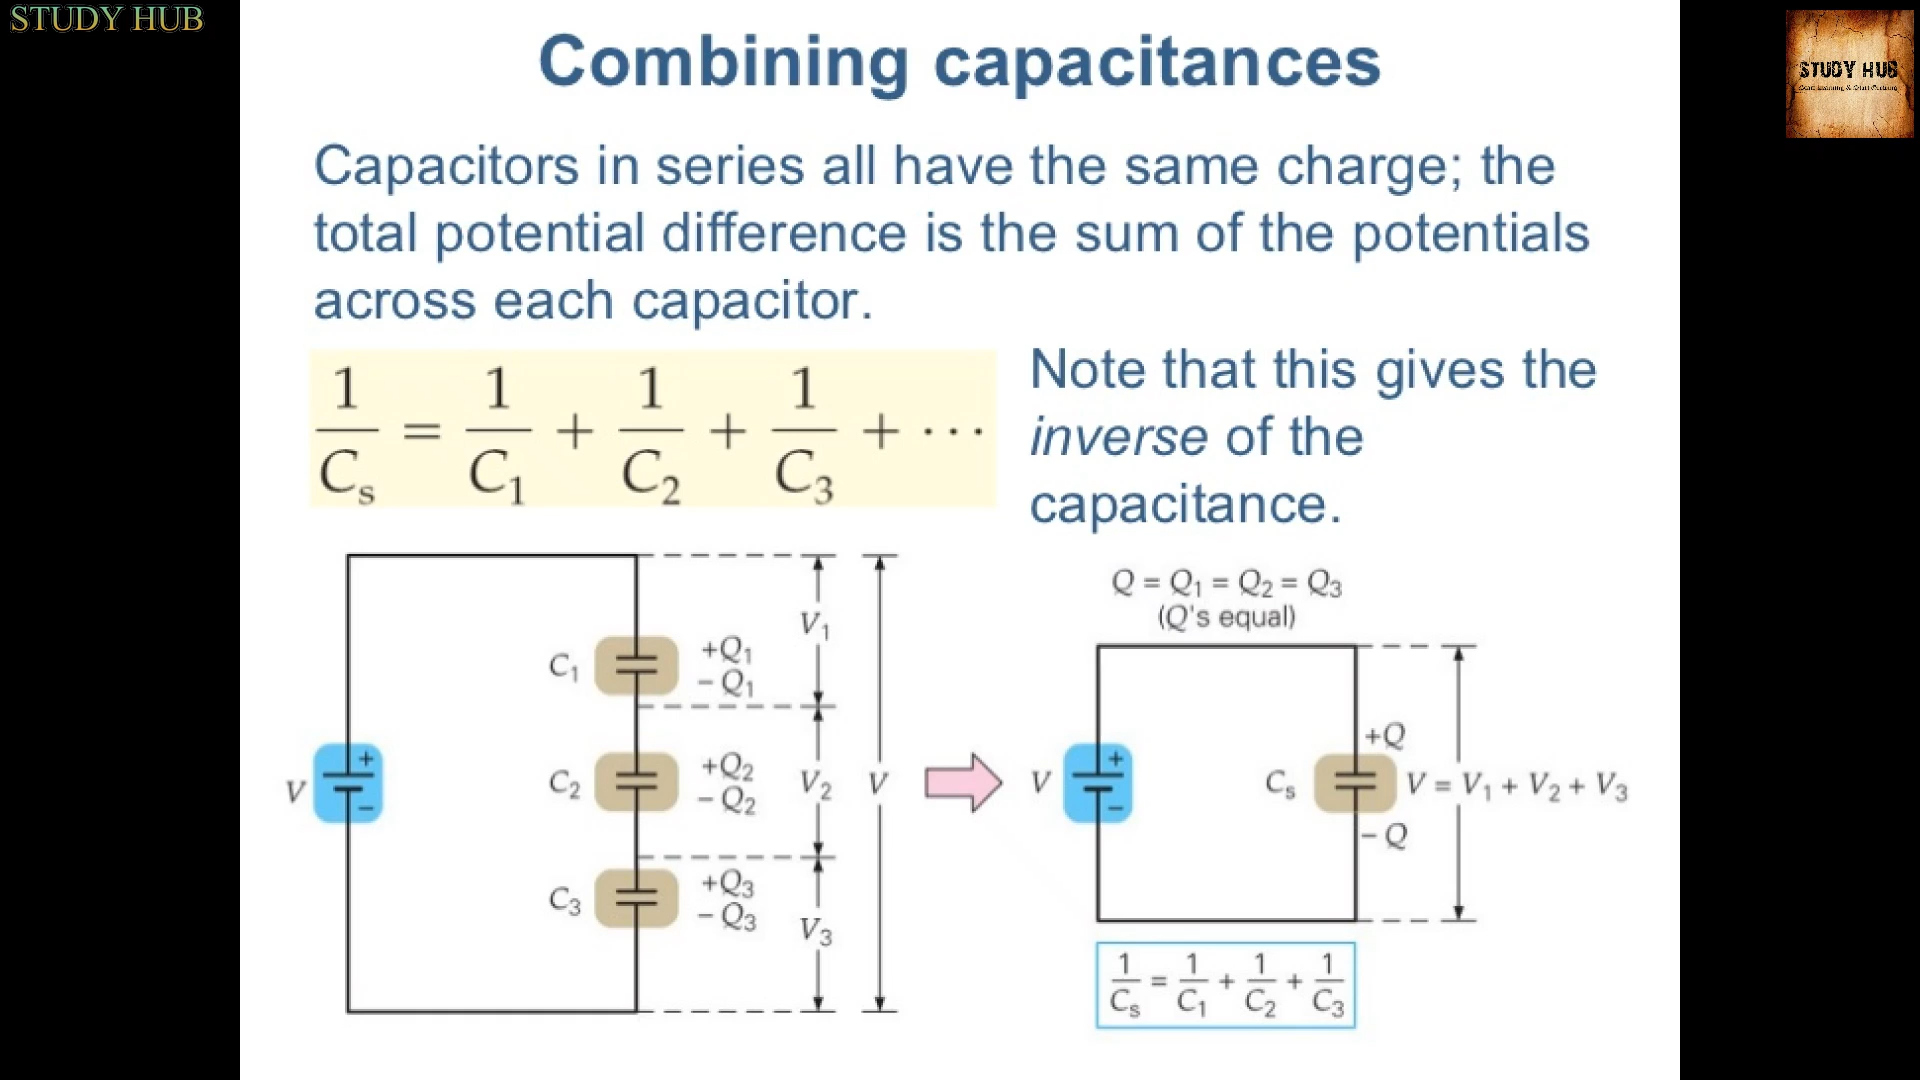 STUDY HUB
STUDY HUB
Combining capacitances
Capacitors in series all have the same charge; the
total potential difference is the sum of the potentials
across each capacitor.
1/Cs = 1/C1 + 1/C2 + 1/C3 + ···
Note that this gives the
inverse of the
capacitance.
V
+
−
C1
+Q1
−Q1
V1
C2
+Q2
−Q2
V2
V
C3
+Q3
−Q3
V3
Q = Q1 = Q2 = Q3
(Q's equal)
V
+
−
Cs
+Q
−Q
V = V1 + V2 + V3
1/Cs = 1/C1 + 1/C2 + 1/C3